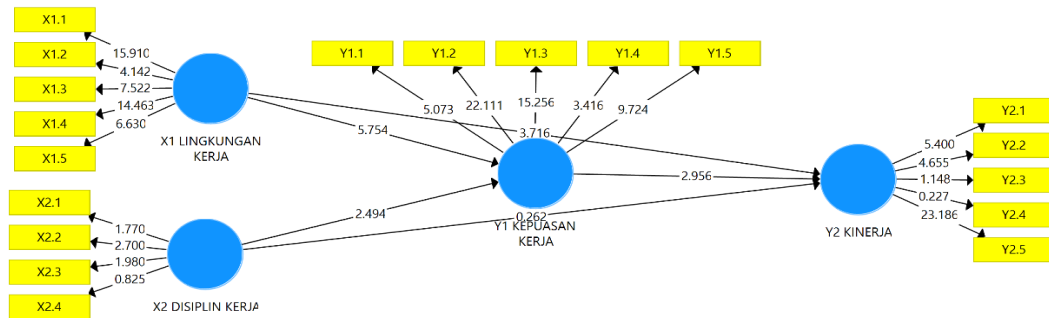 X1.1
X1.2
X1.3
X1.4
X1.5
15.910
4.142
7.522
14.463
6.630
X1 LINGKUNGAN
KERJA
X2.1
X2.2
X2.3
X2.4
1.770
2.700
1.980
0.825
X2 DISIPLIN KERJA
Y1.1
Y1.2
Y1.3
Y1.4
Y1.5
5.073
22.111
15.256
3.416
9.724
5.754
3.716
2.494
0.262
2.956
Y1 KEPUASAN
KERJA
Y2 KINERJA
5.400
4.655
1.148
0.227
23.186
Y2.1
Y2.2
Y2.3
Y2.4
Y2.5